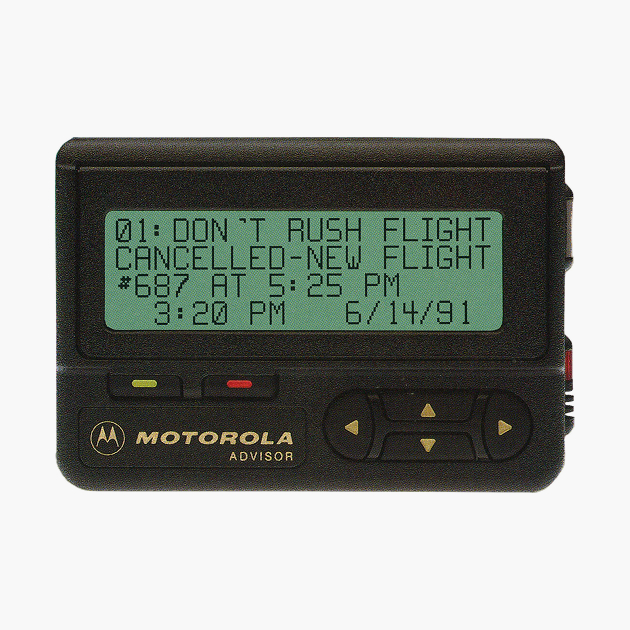 01: DON'T RUSH FLIGHT
CANCELLED-NEW FLIGHT
#687 AT 5:25 PM
3:20 PM 6/14/91
MOTOROLA
ADVISOR